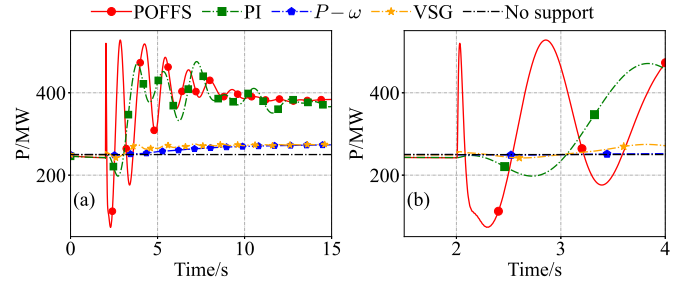 POFFS PI P − ω VSG No support
P/MW
400
200
(a)
0 5 10 15
Time/s
P/MW
400
200
(b)
2 3 4
Time/s